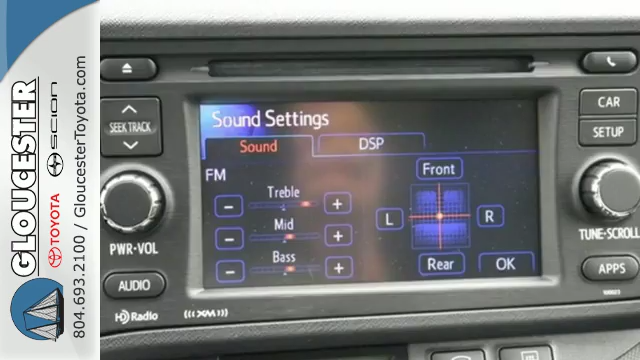 GLOUCESTER
TOYOTA SCION
804.693.2100 / GloucesterToyota.com
SEEK TRACK
PWR-VOL
AUDIO
HD Radio
((( XM )))
Sound Settings
Sound
DSP
FM
Treble
- +
Mid
- +
Bass
- +
Front
L
R
Rear
OK
CAR
SETUP
TUNE-SCROLL
APPS